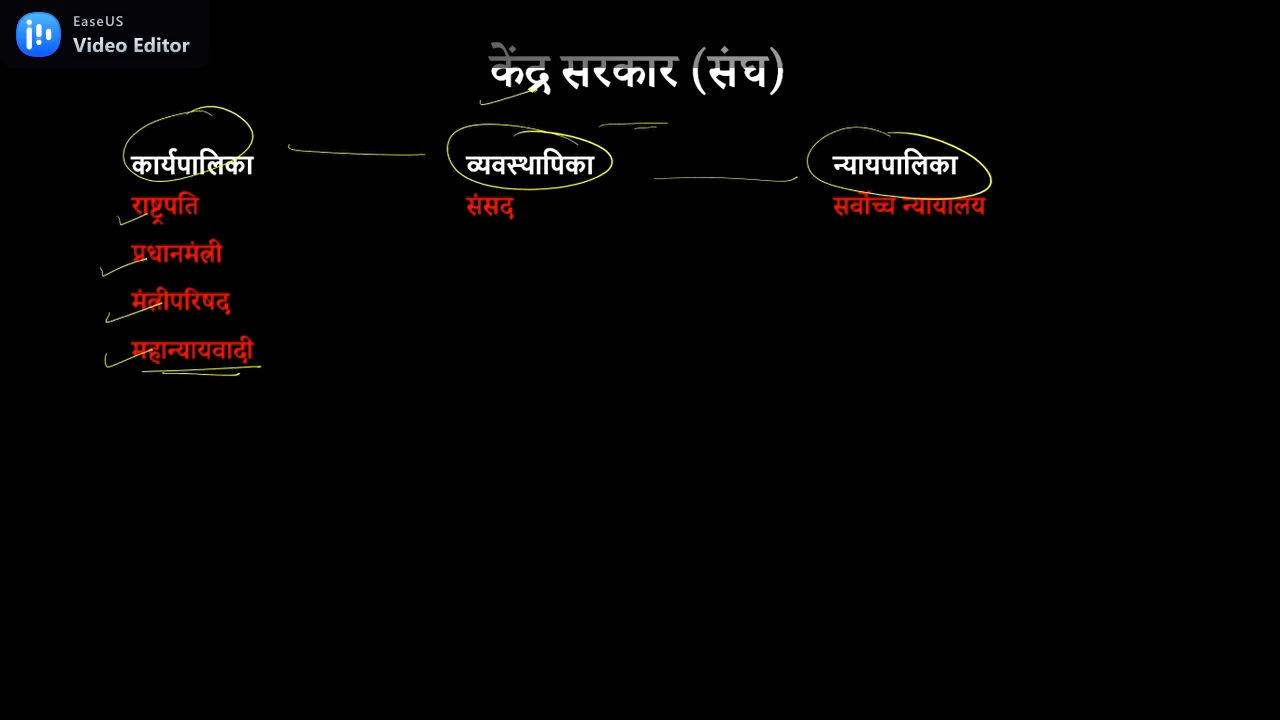 EaseUS
Video Editor
केंद्र सरकार (संघ)
कार्यपालिका व्यवस्थापिका न्यायपालिका
राष्ट्रपति संसद सर्वोच्च न्यायालय
प्रधानमंत्री
मंत्रीपरिषद
महान्यायवादी